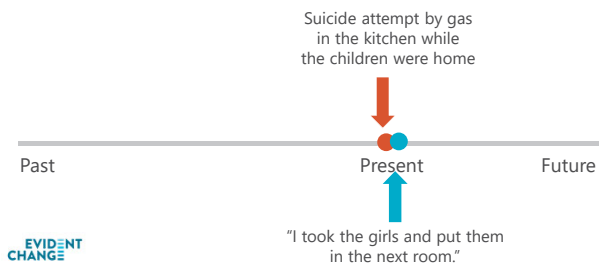 Suicide attempt by gas
in the kitchen while
the children were home
Past
Present
Future
"I took the girls and put them
in the next room."
EVIDENT
CHANGE